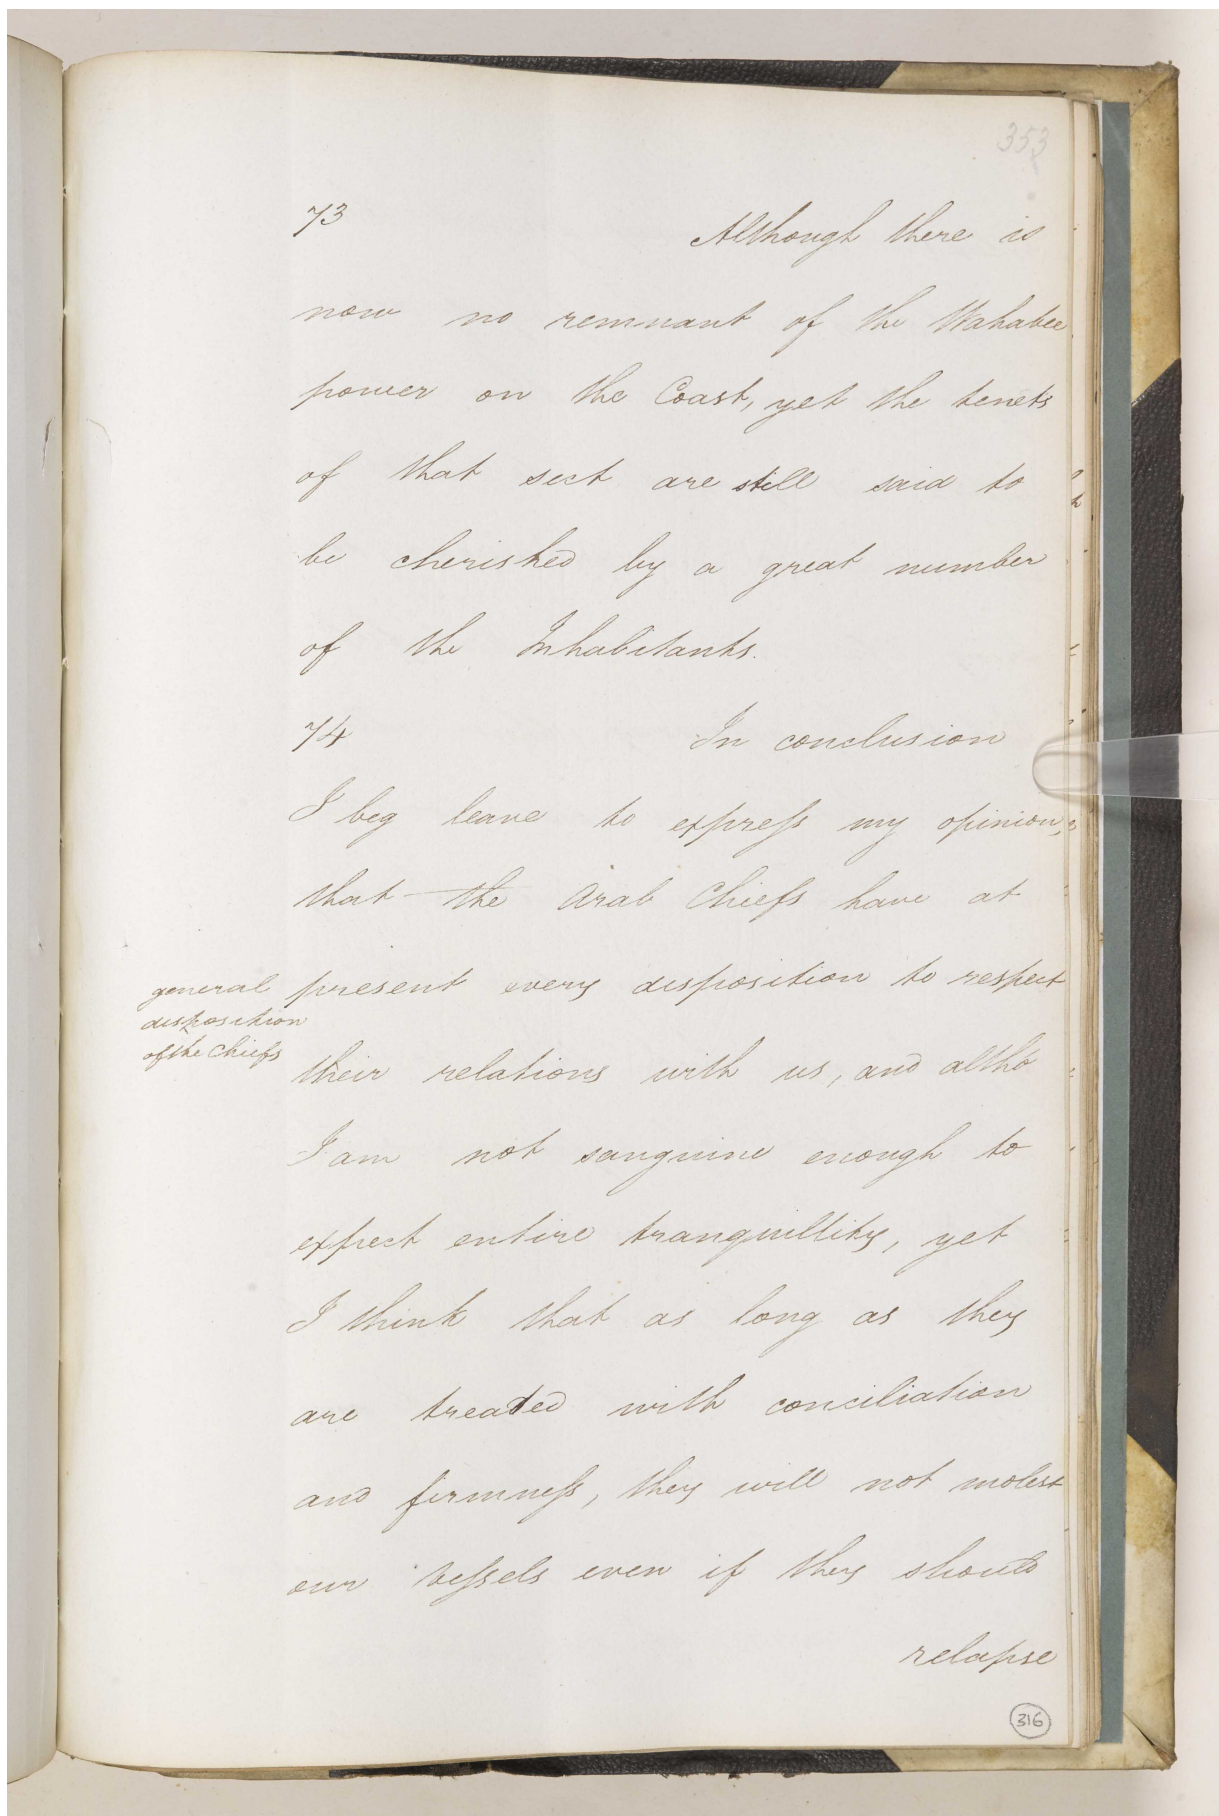 353
73 Although there is
now no remnant of the Wahabee
power on the Coast, yet the tenets
of that sect are still said to
be cherished by a great number
of the Inhabitants.
74 In conclusion
I beg leave to express my opinion,
that the Arab Chiefs have at
general
disposition
of the Chiefs
present every disposition to respect
their relations with us, and altho
I am not sanguine enough to
expect entire tranquillity, yet
I think that as long as they
are treated with conciliation
and firmness, they will not molest
our vessels even if they should
relapse
316